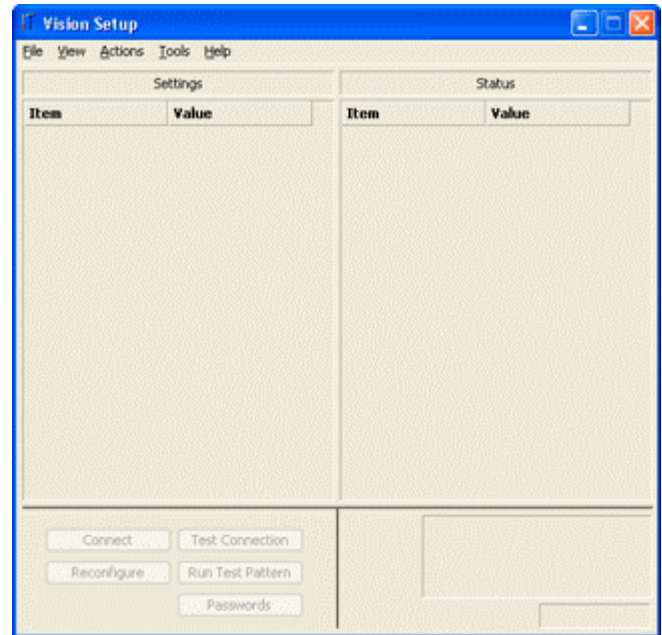 Vision Setup
File View Actions Tools Help
Settings Status
Item Value Item Value
Connect Test Connection
Reconfigure Run Test Pattern
Passwords